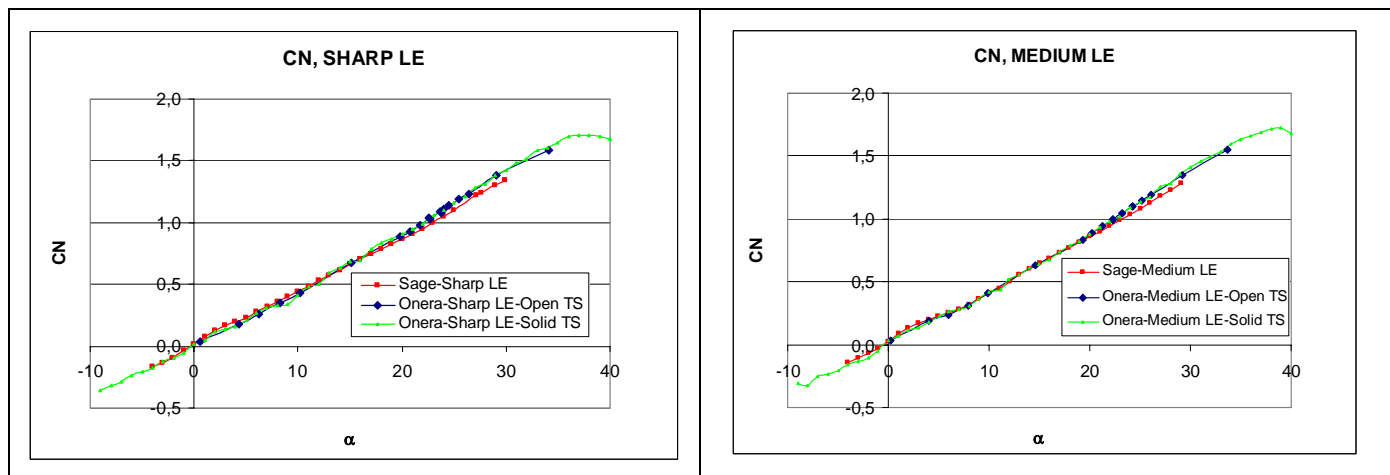 CN, SHARP LE
2,0
1,5
1,0
0,5
0,0
-0,5
-10
0
10
20
30
40
CN
α
Sage-Sharp LE
Onera-Sharp LE-Open TS
Onera-Sharp LE-Solid TS
CN, MEDIUM LE
2,0
1,5
1,0
0,5
0,0
-0,5
-10
0
10
20
30
40
CN
α
Sage-Medium LE
Onera-Medium LE-Open TS
Onera-Medium LE-Solid TS